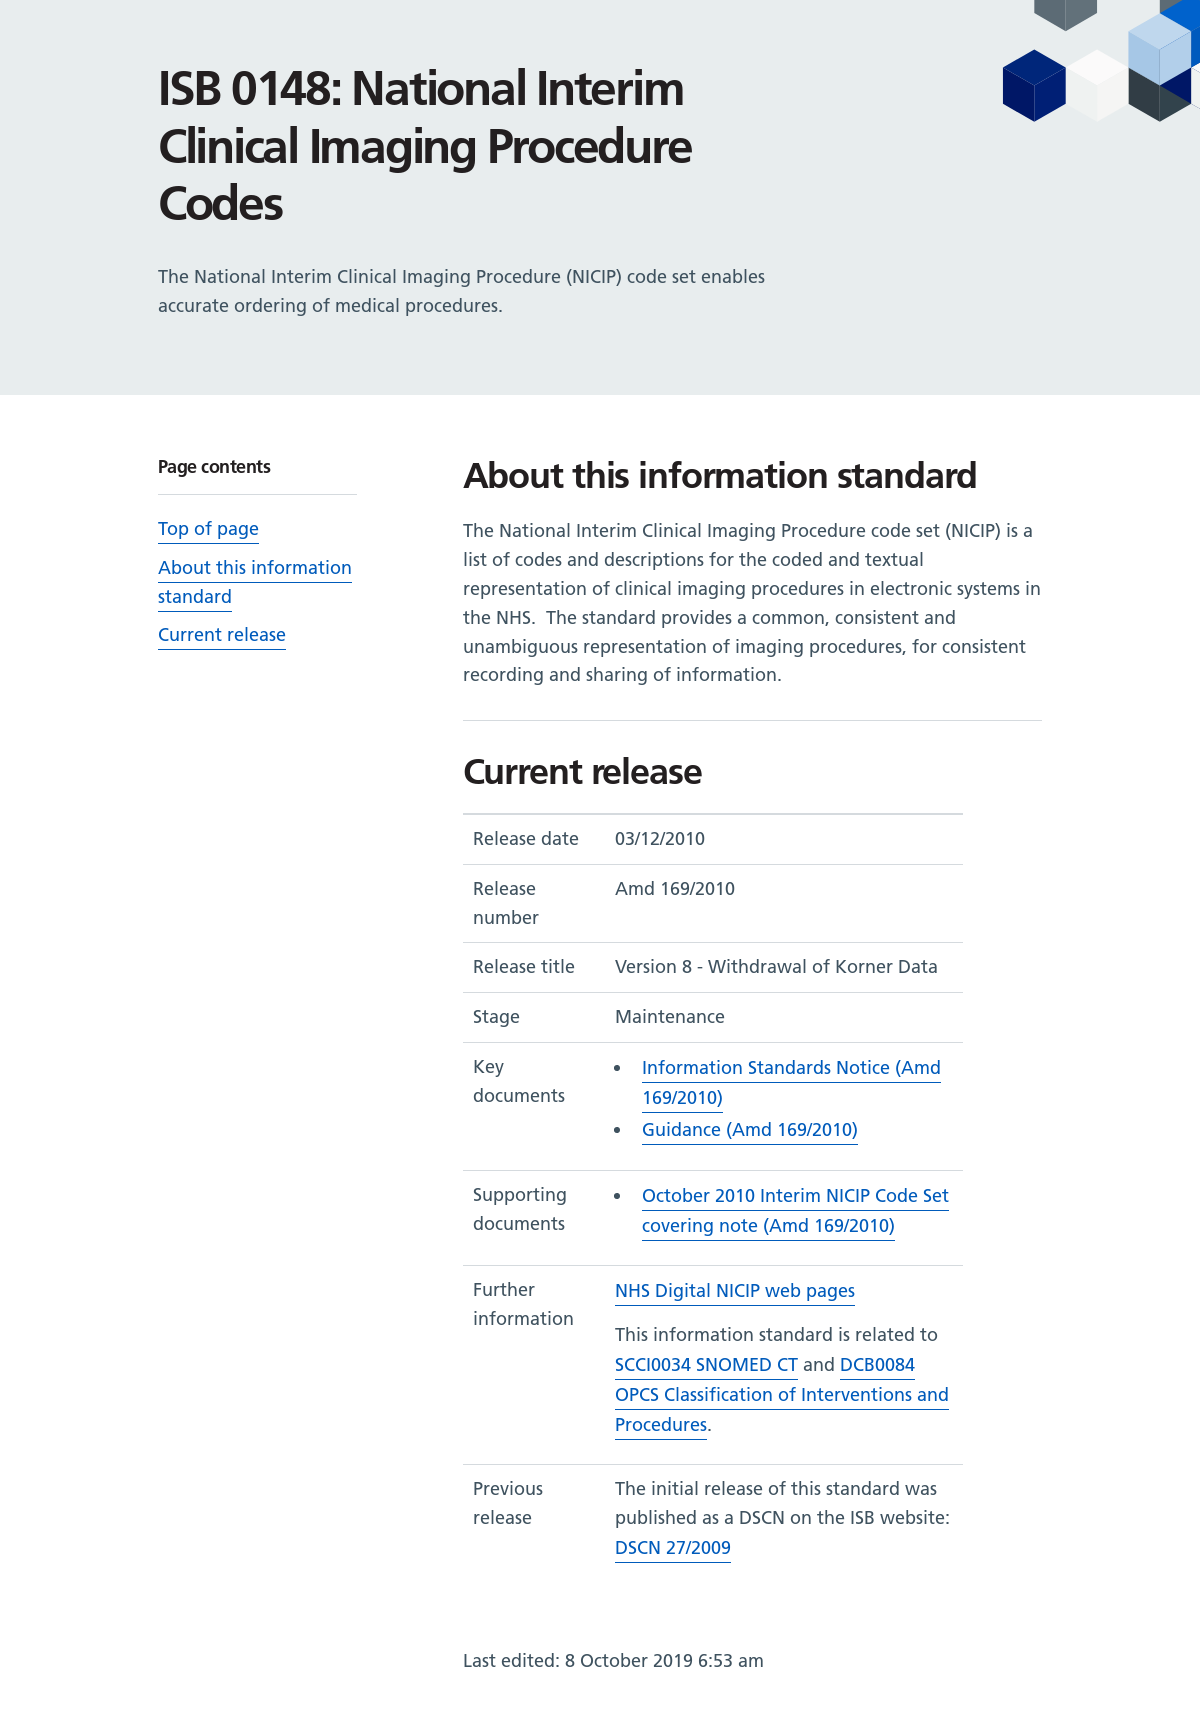 ISB 0148: National Interim
Clinical Imaging Procedure
Codes
The National Interim Clinical Imaging Procedure (NICIP) code set enables
accurate ordering of medical procedures.
Page contents
Top of page
About this information
standard
Current release
About this information standard
The National Interim Clinical Imaging Procedure code set (NICIP) is a
list of codes and descriptions for the coded and textual
representation of clinical imaging procedures in electronic systems in
the NHS.  The standard provides a common, consistent and
unambiguous representation of imaging procedures, for consistent
recording and sharing of information.
Current release
Release date 03/12/2010
Release Amd 169/2010
number
Release title Version 8 - Withdrawal of Korner Data
Stage Maintenance
Key • Information Standards Notice (Amd
documents 169/2010)
• Guidance (Amd 169/2010)
Supporting • October 2010 Interim NICIP Code Set
documents covering note (Amd 169/2010)
Further NHS Digital NICIP web pages
information
This information standard is related to
SCCI0034 SNOMED CT and DCB0084
OPCS Classification of Interventions and
Procedures.
Previous The initial release of this standard was
release published as a DSCN on the ISB website:
DSCN 27/2009
Last edited: 8 October 2019 6:53 am